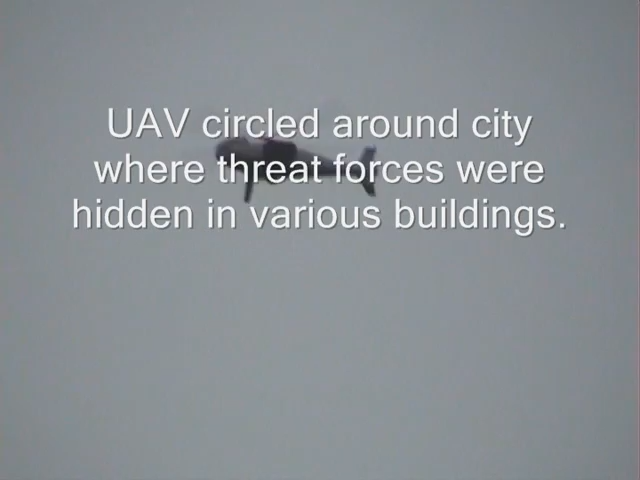 UAV circled around city
where threat forces were
hidden in various buildings.